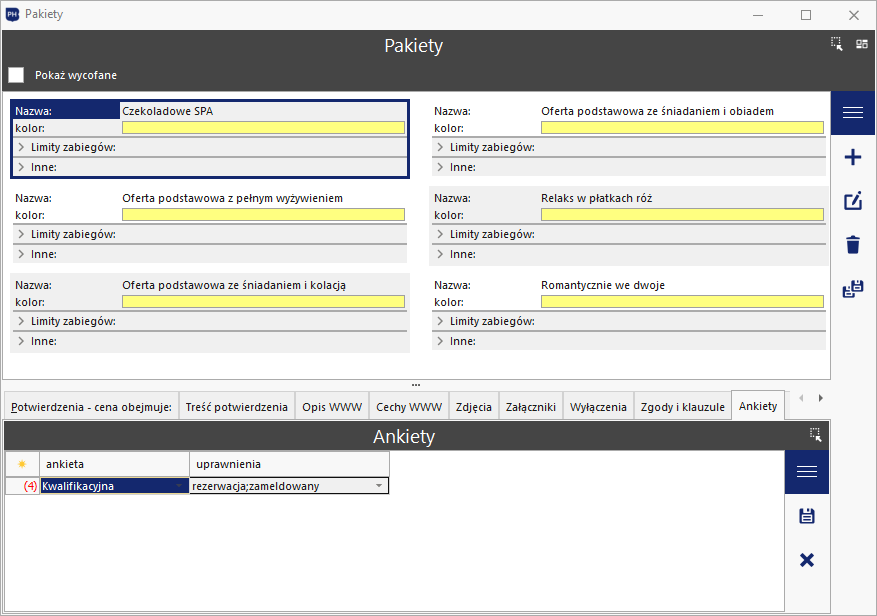 PH Pakiety
Pakiety
Pokaż wycofane
Nazwa: Czekoladowe SPA
kolor:
Limity zabiegów:
Inne:
Nazwa: Oferta podstawowa ze śniadaniem i obiadem
kolor:
Limity zabiegów:
Inne:
Nazwa: Oferta podstawowa z pełnym wyżywieniem
kolor:
Limity zabiegów:
Inne:
Nazwa: Relaks w płatkach róż
kolor:
Limity zabiegów:
Inne:
Nazwa: Oferta podstawowa ze śniadaniem i kolacją
kolor:
Limity zabiegów:
Inne:
Nazwa: Romantycznie we dwoje
kolor:
Limity zabiegów:
Inne:
Potwierdzenia - cena obejmuje: Treść potwierdzenia Opis WWW Cechy WWW Zdjęcia Załączniki Wyłączenia Zgody i klauzule Ankiety
Ankiety
ankieta uprawnienia
(4) Kwalifikacyjna rezerwacja;zameldowany